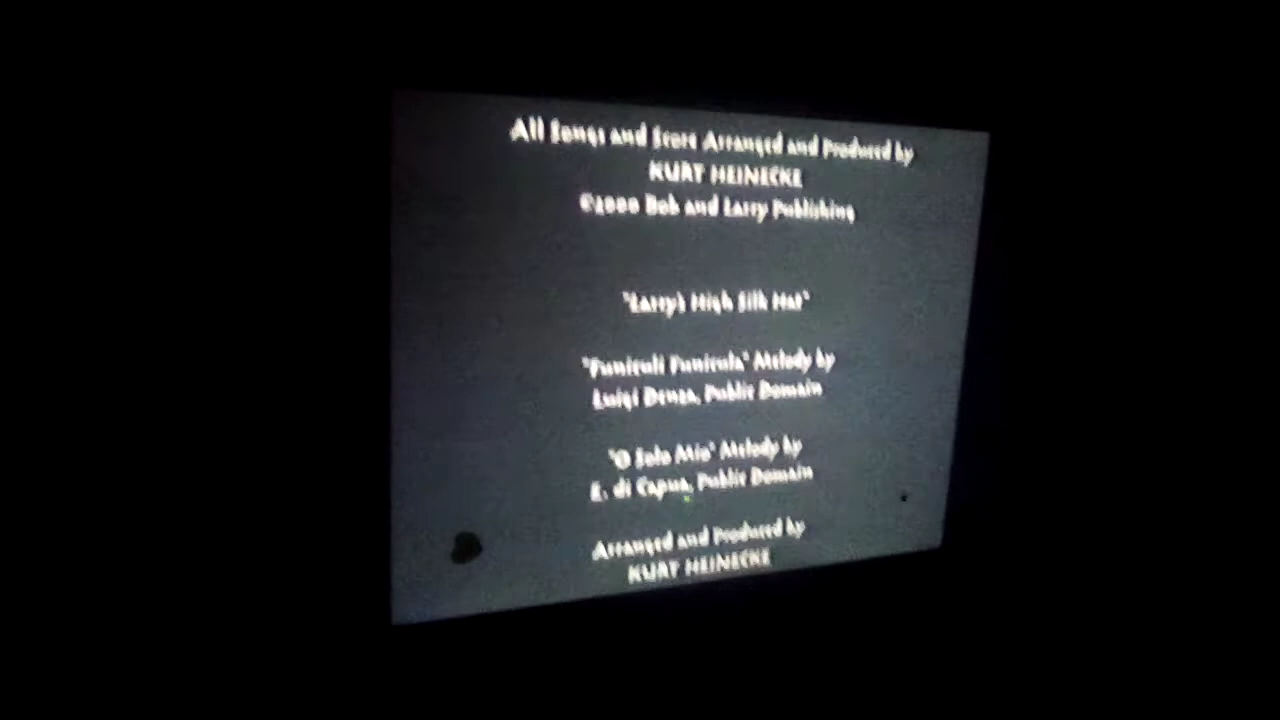 All Songs and Score Arranged and Produced by
KURT HEINECKE
©2000 Bob and Larry Publishing
"Larry's High Silk Hat"
"Funiculi Funicula" Melody by
Luigi Denza, Public Domain
"O Solo Mio" Melody by
E. di Capua, Public Domain
Arranged and Produced by
KURT HEINECKE